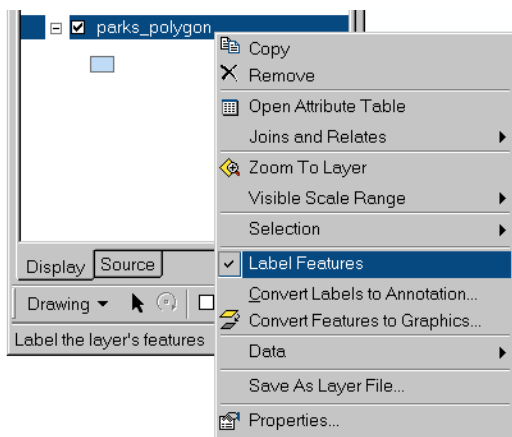 parks_polygon
Copy
Remove
Open Attribute Table
Joins and Relates
Zoom To Layer
Visible Scale Range
Selection
Label Features
Convert Labels to Annotation...
Convert Features to Graphics...
Data
Save As Layer File...
Properties...
Display Source
Drawing
Label the layer's features